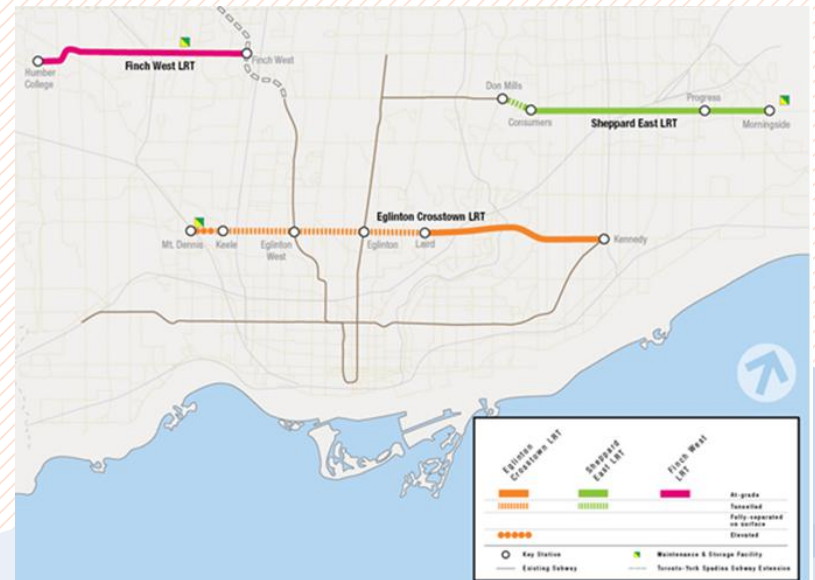 Finch West LRT
Finch West
Humber
College
Don Mills
Consumers
Progress
Sheppard East LRT
Morningside
Eglinton Crosstown LRT
Mt. Dennis
Keele
Eglinton
West
Eglinton
Laird
Kennedy
Eglinton
Crosstown LRT
Sheppard
East LRT
Finch West
LRT
At-grade
Tunnelled
Fully-separated
on surface
Elevated
Key Station
Maintenance & Storage Facility
Existing Subway
Toronto-York Spadina Subway Extension